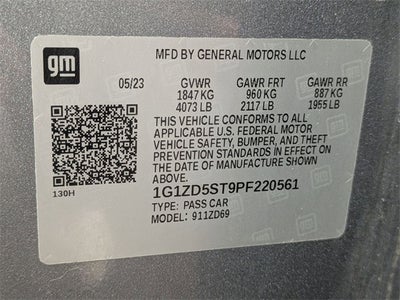 gm
MFD BY GENERAL MOTORS LLC
05/23 GVWR GAWR FRT GAWR RR
1847 KG 960 KG 887 KG
4073 LB 2117 LB 1955 LB
THIS VEHICLE CONFORMS TO ALL
APPLICABLE U.S. FEDERAL MOTOR
VEHICLE SAFETY, BUMPER, AND THEFT
PREVENTION STANDARDS IN EFFECT ON
THE DATE OF MANUFACTURE SHOWN
ABOVE.
130H
1G1ZD5ST9PF220561
TYPE: PASS CAR
MODEL: 911ZD69